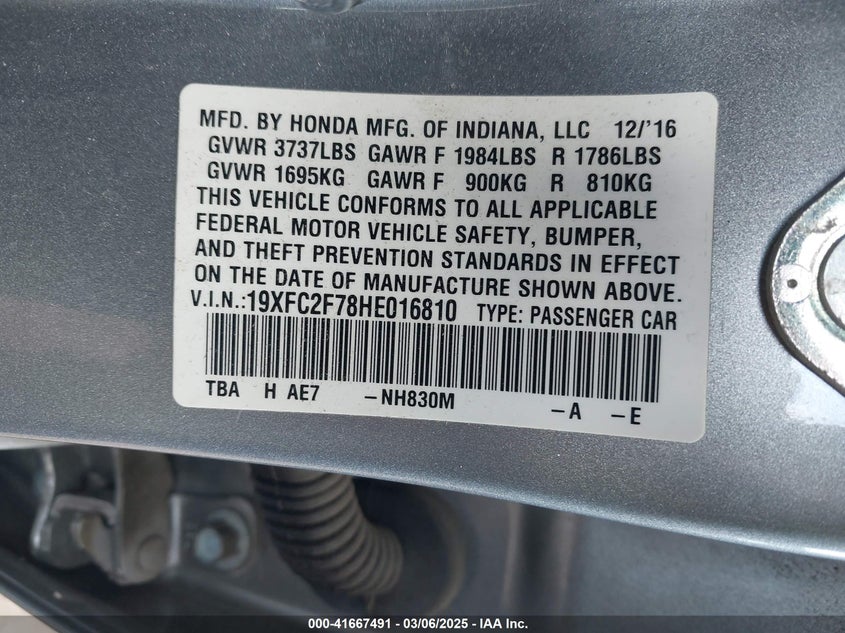 MFD. BY HONDA MFG. OF INDIANA, LLC 12/'16
GVWR 3737LBS GAWR F 1984LBS R 1786LBS
GVWR 1695KG GAWR F 900KG R 810KG
THIS VEHICLE CONFORMS TO ALL APPLICABLE
FEDERAL MOTOR VEHICLE SAFETY, BUMPER,
AND THEFT PREVENTION STANDARDS IN EFFECT
ON THE DATE OF MANUFACTURE SHOWN ABOVE.
V.I.N.:19XFC2F78HE016810 TYPE: PASSENGER CAR
TBA H AE7 –NH830M –A –E
000-41667491 — 03/06/2025 — IAA Inc.